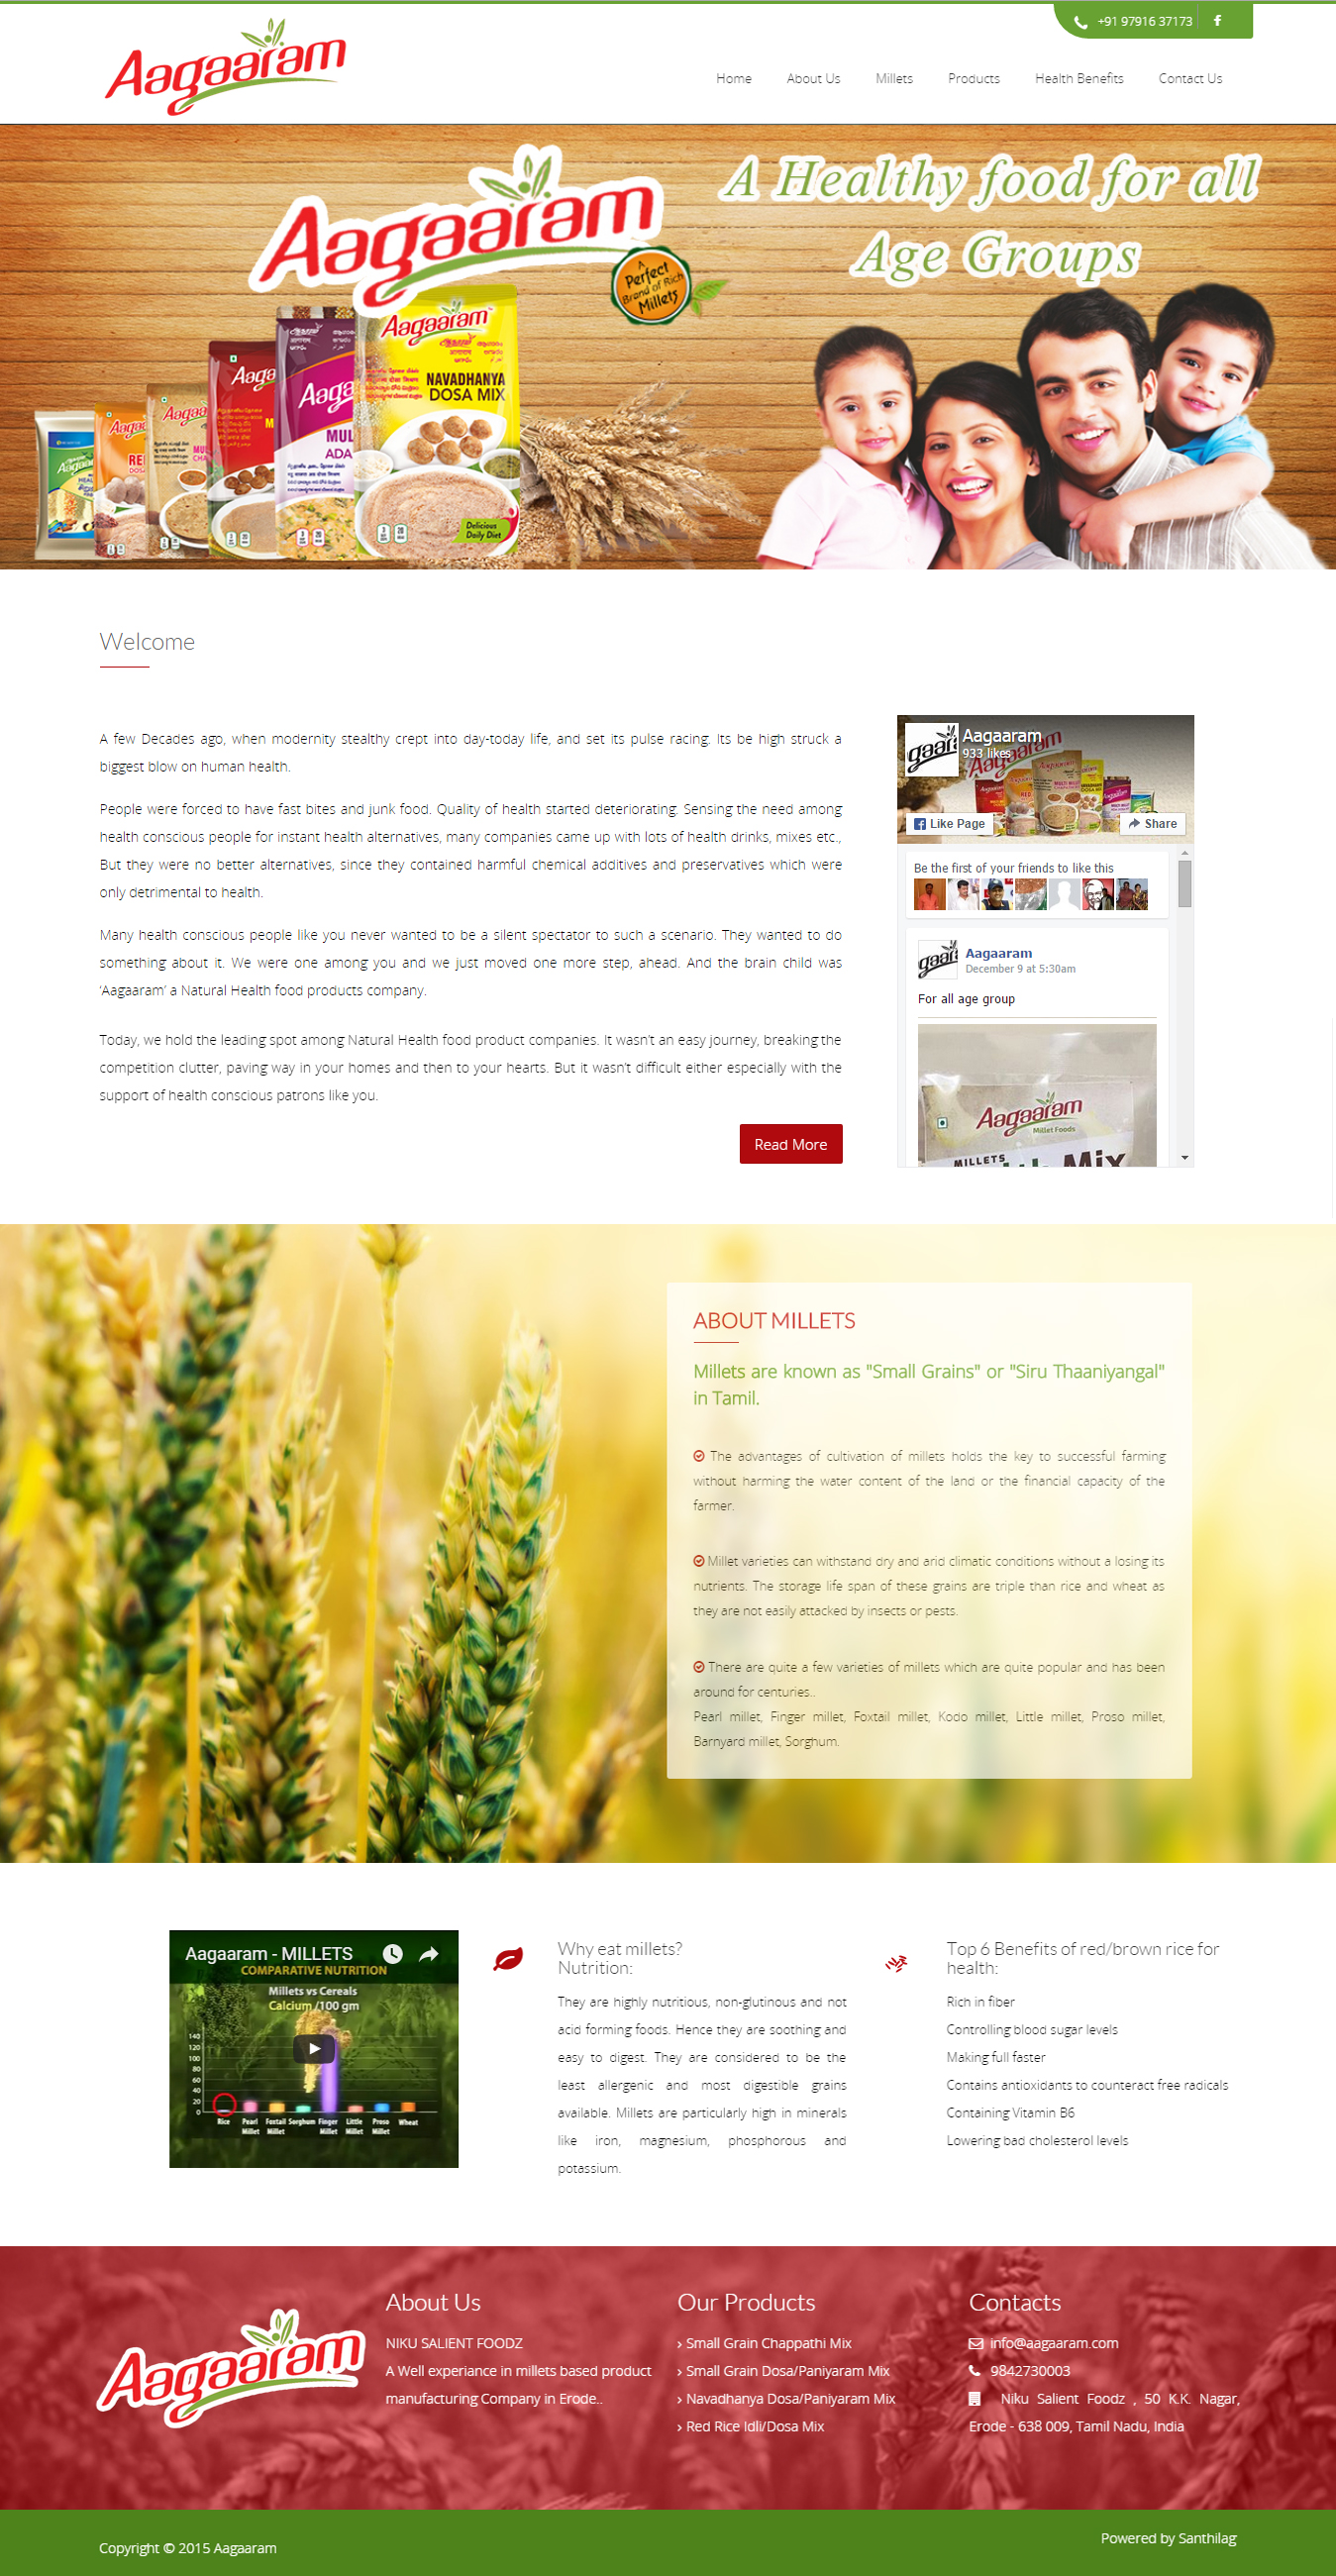 +91 97916 37173
Aagaaram
Home About Us Millets Products Health Benefits Contact Us
Aagaaram
A Healthy food for all
Age Groups
A
Perfect
Brand of Rich
Millets
Aagaaram
NAVADHANYA
DOSA MIX
Delicious
Daily Diet
Welcome
A few Decades ago, when modernity stealthy crept into day-today life, and set its pulse racing. Its be high struck a
biggest blow on human health.
People were forced to have fast bites and junk food. Quality of health started deteriorating. Sensing the need among
health conscious people for instant health alternatives, many companies came up with lots of health drinks, mixes etc.,
But they were no better alternatives, since they contained harmful chemical additives and preservatives which were
only detrimental to health.
Many health conscious people like you never wanted to be a silent spectator to such a scenario. They wanted to do
something about it. We were one among you and we just moved one more step, ahead. And the brain child was
‘Aagaaram’ a Natural Health food products company.
Today, we hold the leading spot among Natural Health food product companies. It wasn’t an easy journey, breaking the
competition clutter, paving way in your homes and then to your hearts. But it wasn’t difficult either especially with the
support of health conscious patrons like you.
Read More
Aagaaram
933 likes
Like Page
Share
Be the first of your friends to like this
Aagaaram
December 9 at 5:30am
For all age group
Aagaaram
Millet Foods
MILLETS
Mix
ABOUT MILLETS
Millets are known as "Small Grains" or "Siru Thaaniyangal"
in Tamil.
The advantages of cultivation of millets holds the key to successful farming
without harming the water content of the land or the financial capacity of the
farmer.
Millet varieties can withstand dry and arid climatic conditions without a losing its
nutrients. The storage life span of these grains are triple than rice and wheat as
they are not easily attacked by insects or pests.
There are quite a few varieties of millets which are quite popular and has been
around for centuries..
Pearl millet, Finger millet, Foxtail millet, Kodo millet, Little millet, Proso millet,
Barnyard millet, Sorghum.
Aagaaram - MILLETS
COMPARATIVE NUTRITION
Millets vs Cereals
Calcium /100 gm
140
120
100
80
60
40
20
0
Rice Pearl Millet Foxtail Millet Sorghum Finger Millet Little Millet Proso Millet Wheat
Why eat millets?
Nutrition:
They are highly nutritious, non-glutinous and not
acid forming foods. Hence they are soothing and
easy to digest. They are considered to be the
least allergenic and most digestible grains
available. Millets are particularly high in minerals
like iron, magnesium, phosphorous and
potassium.
Top 6 Benefits of red/brown rice for
health:
Rich in fiber
Controlling blood sugar levels
Making full faster
Contains antioxidants to counteract free radicals
Containing Vitamin B6
Lowering bad cholesterol levels
Aagaaram
About Us
NIKU SALIENT FOODZ
A Well experiance in millets based product
manufacturing Company in Erode..
Our Products
› Small Grain Chappathi Mix
› Small Grain Dosa/Paniyaram Mix
› Navadhanya Dosa/Paniyaram Mix
› Red Rice Idli/Dosa Mix
Contacts
info@aagaaram.com
9842730003
Niku Salient Foodz , 50 K.K. Nagar,
Erode - 638 009, Tamil Nadu, India
Copyright © 2015 Aagaaram
Powered by Santhilag